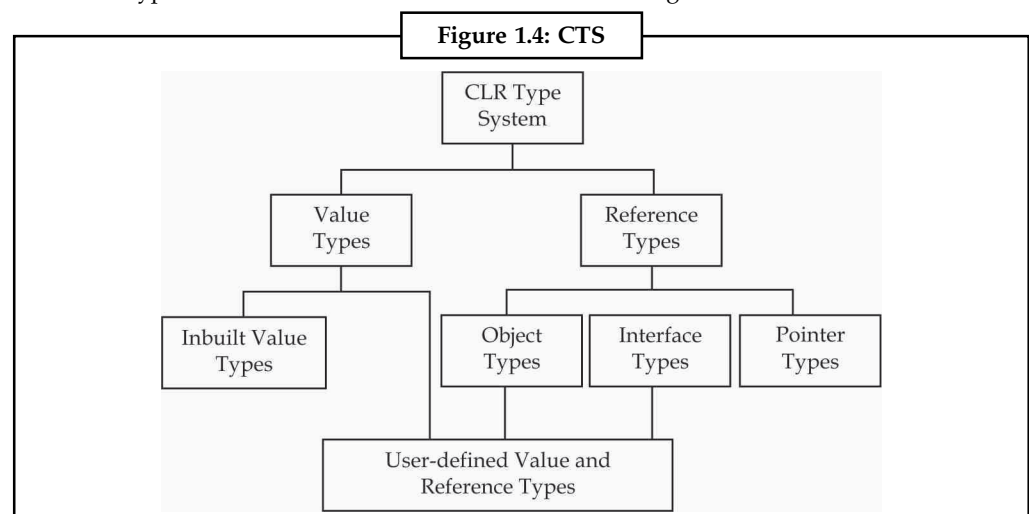 Figure 1.4: CTS
CLR Type
System
Value
Types
Reference
Types
Inbuilt Value
Types
Object
Types
Interface
Types
Pointer
Types
User-defined Value and
Reference Types